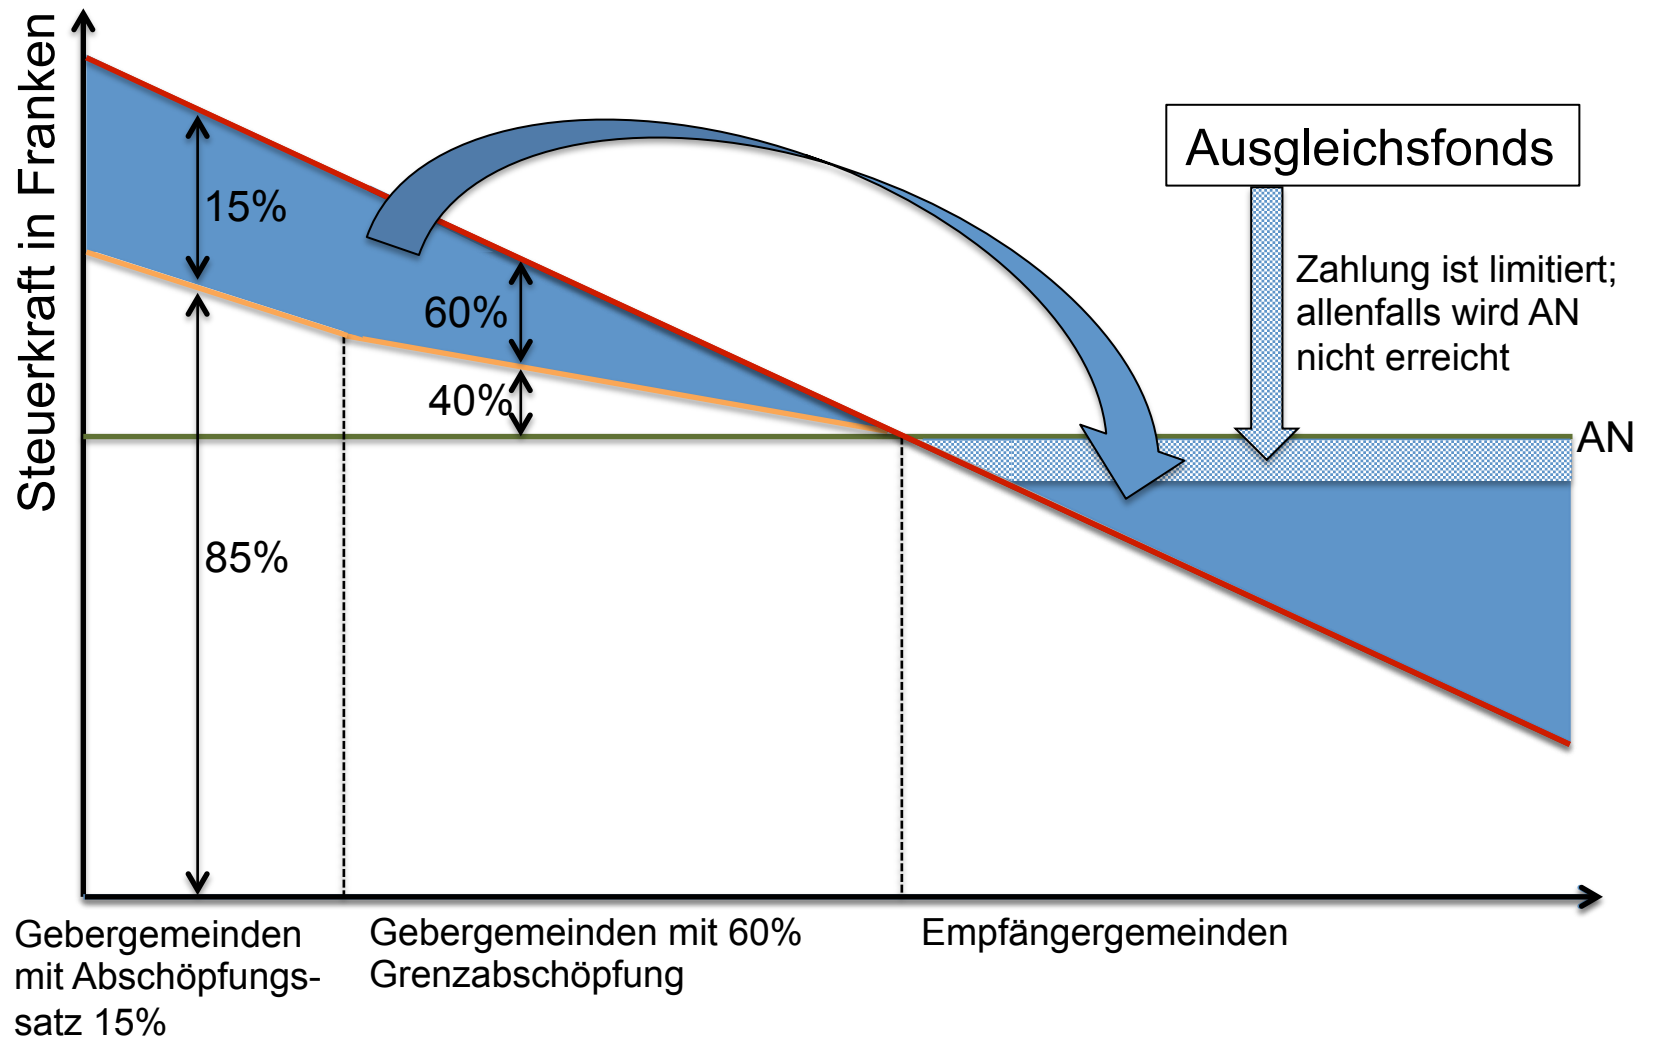 Steuerkraft in Franken
Ausgleichsfonds
15%
Zahlung ist limitiert;
allenfalls wird AN
nicht erreicht
60%
40%
AN
85%
Gebergemeinden
mit Abschöpfungs-
satz 15%
Gebergemeinden mit 60%
Grenzabschöpfung
Empfängergemeinden